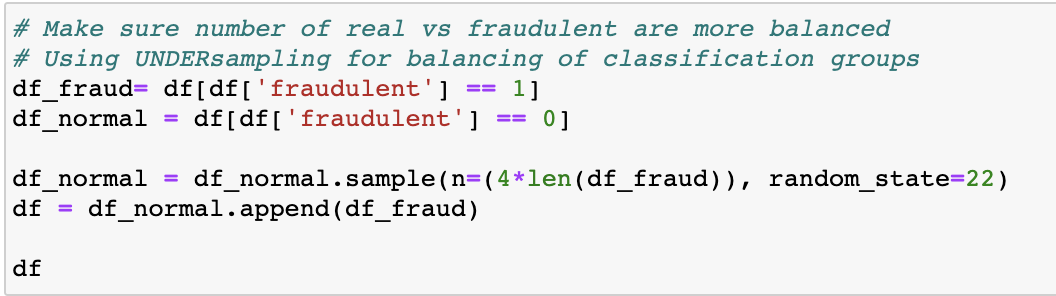 # Make sure number of real vs fraudulent are more balanced
# Using UNDERsampling for balancing of classification groups
df_fraud= df[df['fraudulent'] == 1]
df_normal = df[df['fraudulent'] == 0]
df_normal = df_normal.sample(n=(4*len(df_fraud)), random_state=22)
df = df_normal.append(df_fraud)
df